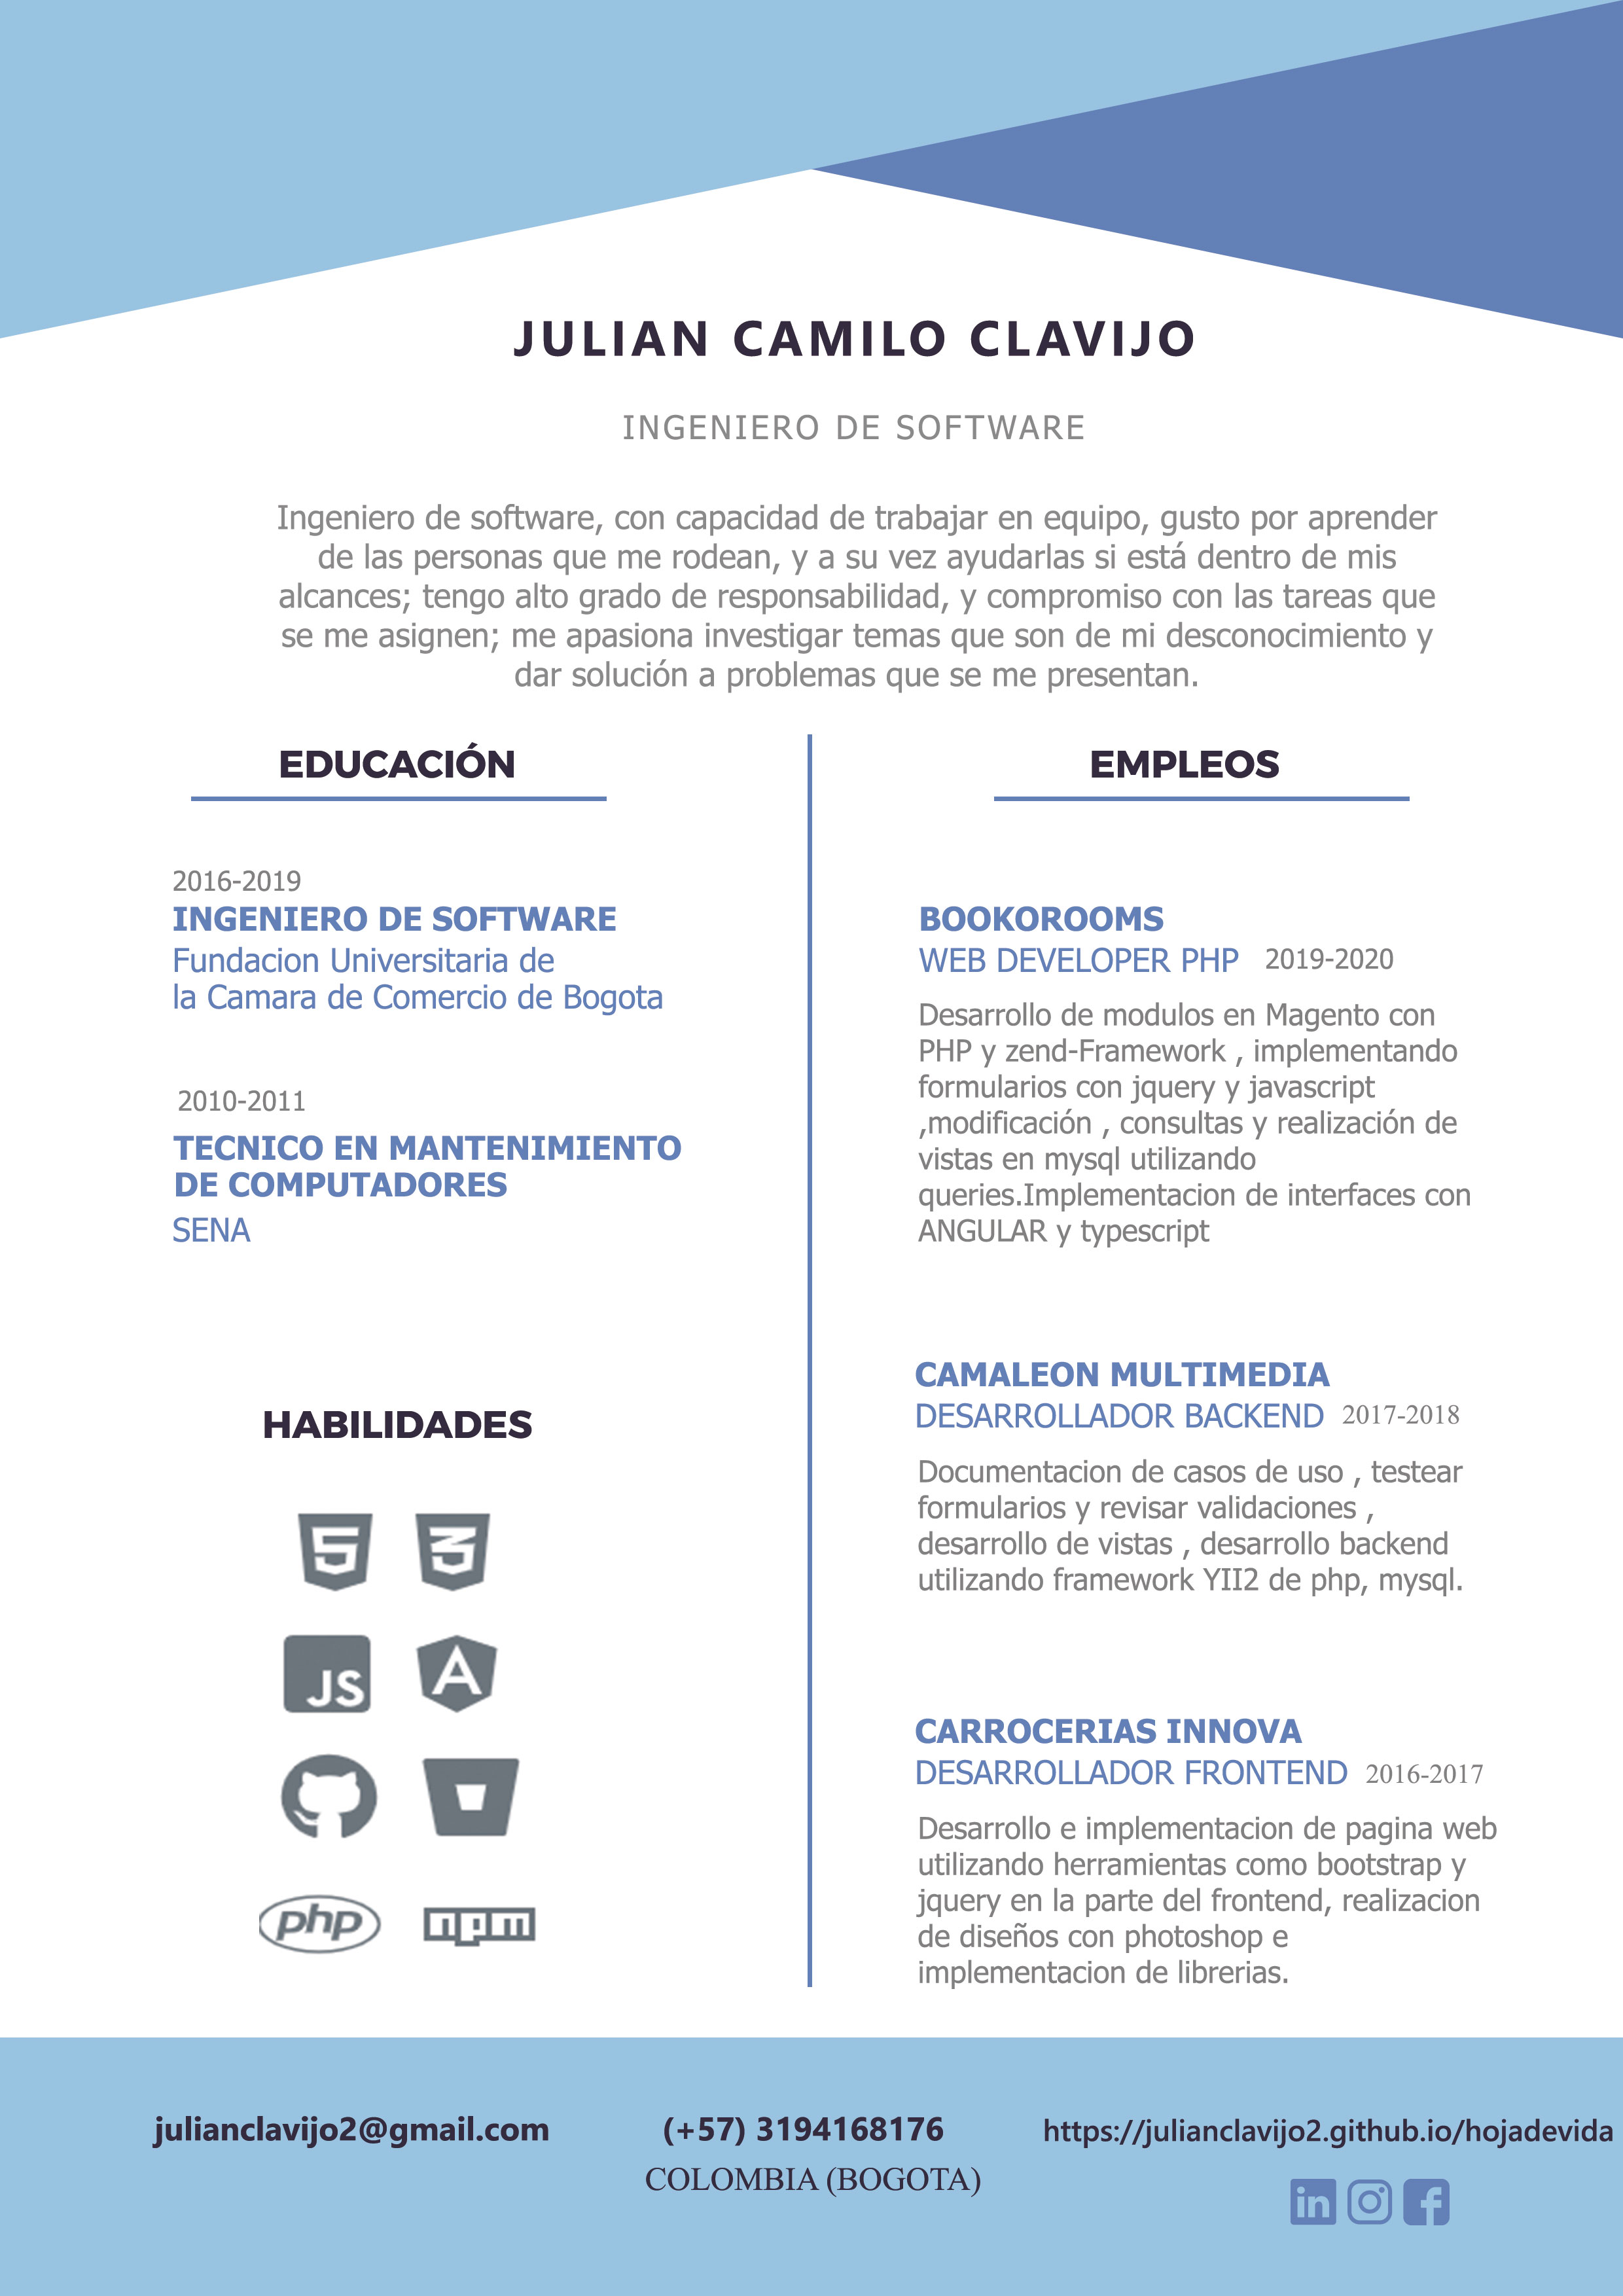 JULIAN CAMILO CLAVIJO
INGENIERO DE SOFTWARE
Ingeniero de software, con capacidad de trabajar en equipo, gusto por aprender
de las personas que me rodean, y a su vez ayudarlas si está dentro de mis
alcances; tengo alto grado de responsabilidad, y compromiso con las tareas que
se me asignen; me apasiona investigar temas que son de mi desconocimiento y
dar solución a problemas que se me presentan.
EDUCACIÓN
2016-2019
INGENIERO DE SOFTWARE
Fundacion Universitaria de
la Camara de Comercio de Bogota
2010-2011
TECNICO EN MANTENIMIENTO
DE COMPUTADORES
SENA
HABILIDADES
5 3
JS A
php npm
EMPLEOS
BOOKOROOMS
WEB DEVELOPER PHP 2019-2020
Desarrollo de modulos en Magento con
PHP y zend-Framework , implementando
formularios con jquery y javascript
,modificación , consultas y realización de
vistas en mysql utilizando
queries.Implementacion de interfaces con
ANGULAR y typescript
CAMALEON MULTIMEDIA
DESARROLLADOR BACKEND 2017-2018
Documentacion de casos de uso , testear
formularios y revisar validaciones ,
desarrollo de vistas , desarrollo backend
utilizando framework YII2 de php, mysql.
CARROCERIAS INNOVA
DESARROLLADOR FRONTEND 2016-2017
Desarrollo e implementacion de pagina web
utilizando herramientas como bootstrap y
jquery en la parte del frontend, realizacion
de diseños con photoshop e
implementacion de librerias.
julianclavijo2@gmail.com (+57) 3194168176 https://julianclavijo2.github.io/hojadevida
COLOMBIA (BOGOTA)
in f